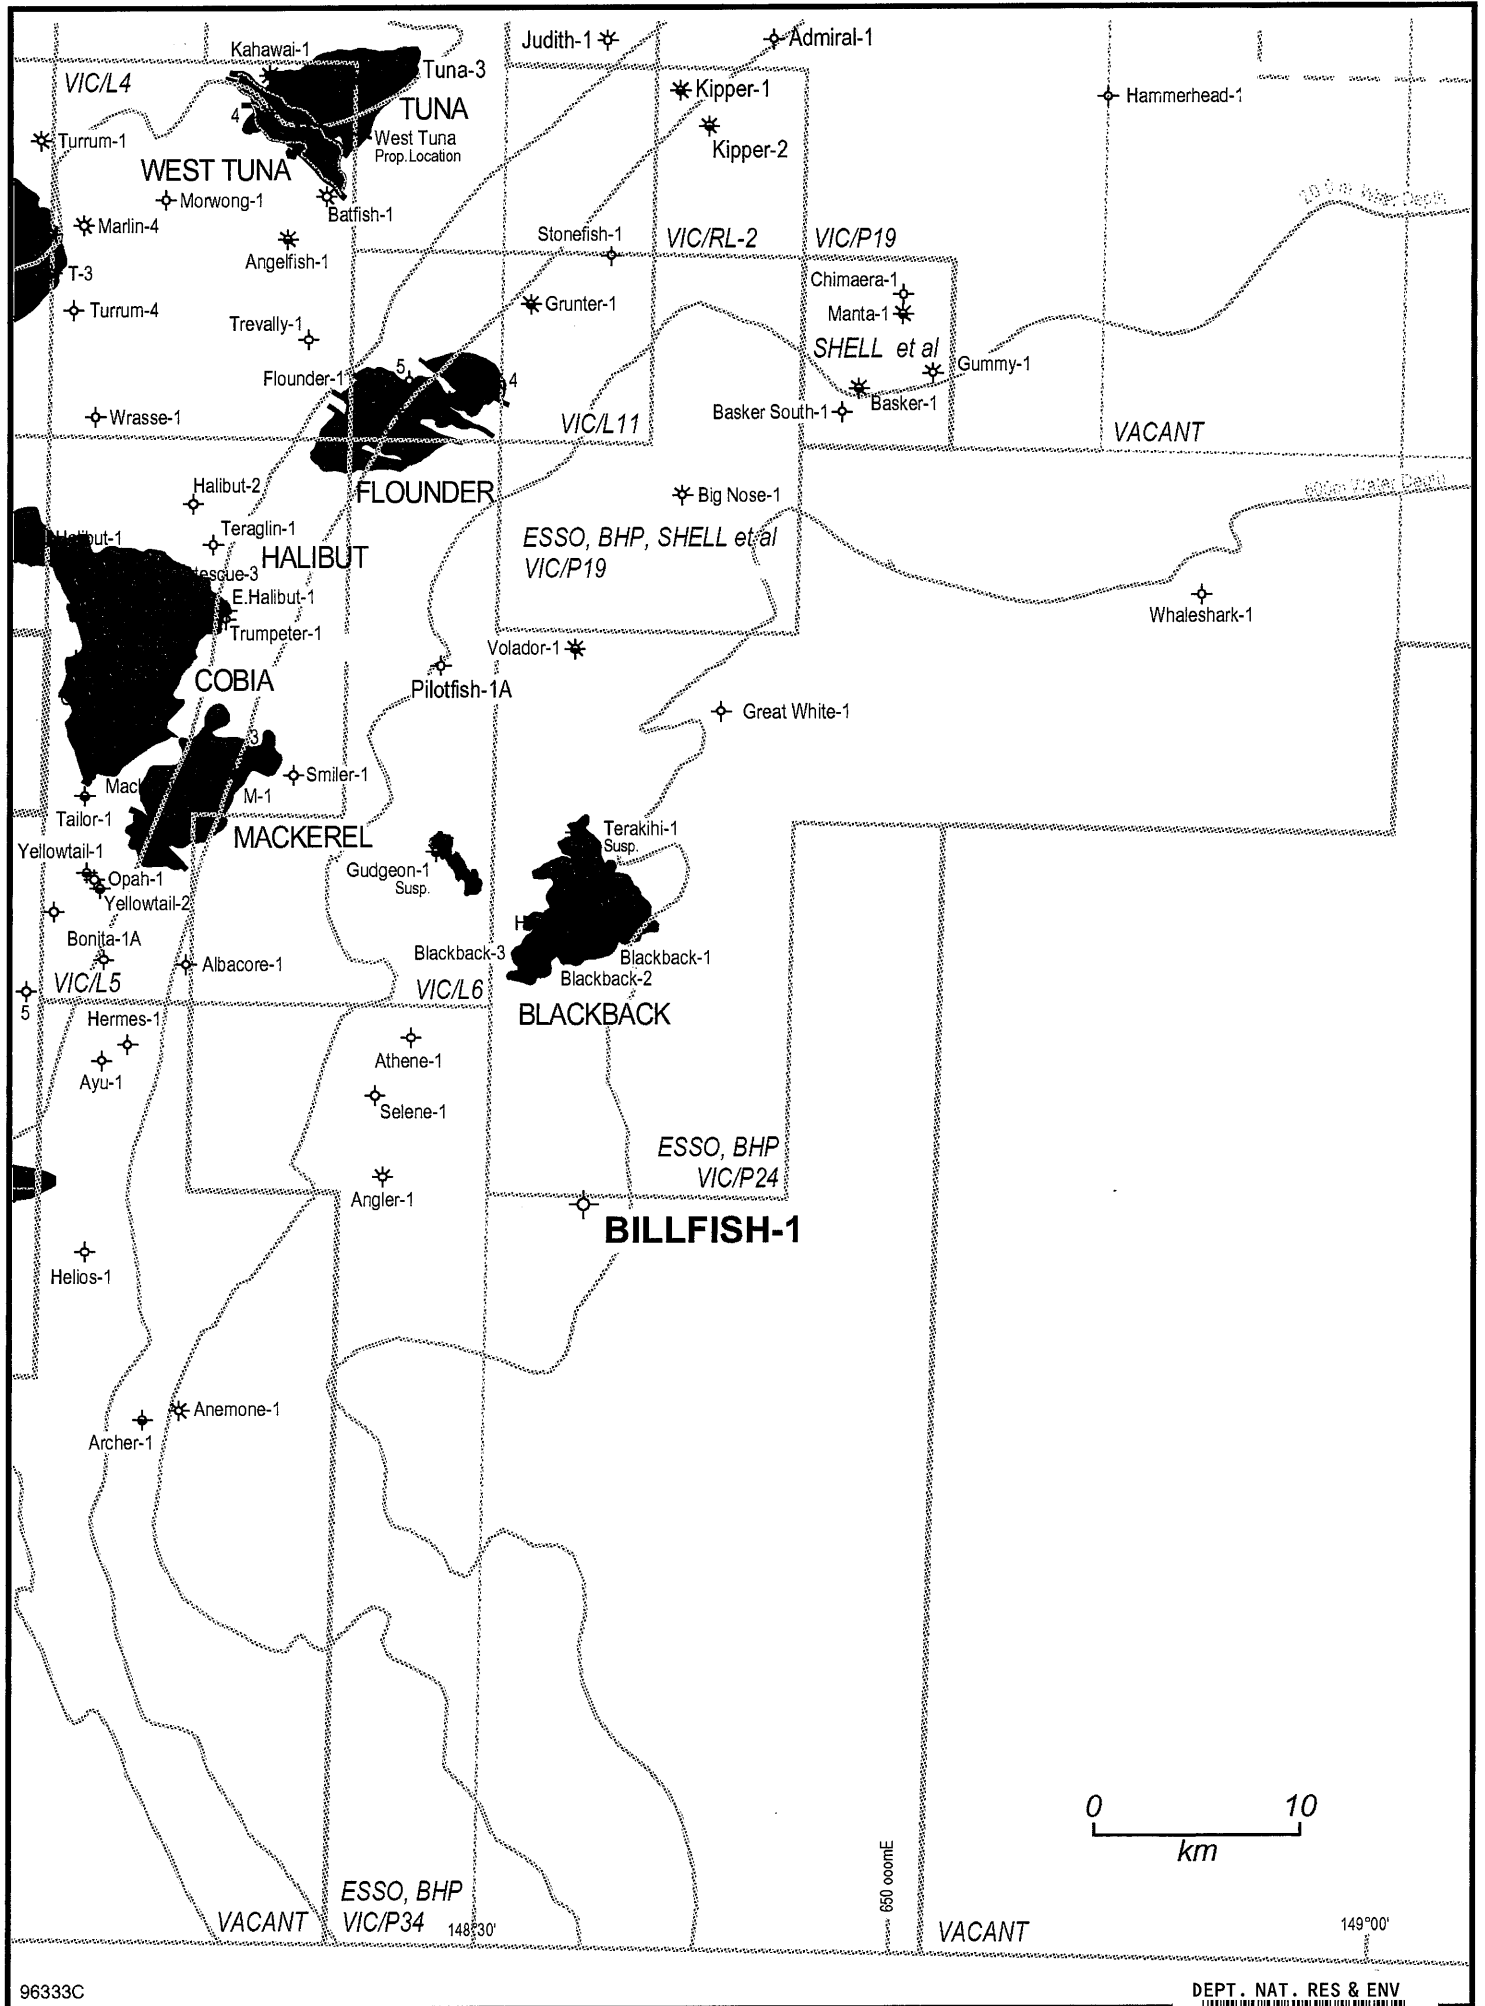 Kahawai-1
Judith-1
Admiral-1
VIC/L4
Tuna-3
Kipper-1
Hammerhead-1
TUNA
4
Turrum-1
West Tuna
Prop. Location
Kipper-2
WEST TUNA
Morwong-1
Batfish-1
Water Depth
Marlin-4
Stonefish-1
VIC/RL-2
VIC/P19
Angelfish-1
T-3
Chimaera-1
Turrum-4
Grunter-1
Manta-1
Trevally-1
SHELL et al
Gummy-1
Flounder-1
5
4
Wrasse-1
Basker South-1
Basker-1
VIC/L11
VACANT
Halibut-2
FLOUNDER
Big Nose-1
600m Water Depth
Teraglin-1
HALIBUT
ESSO, BHP, SHELL et al
VIC/P19
E.Halibut-1
Trumpeter-1
Whaleshark-1
Volador-1
COBIA
Pilotfish-1A
Great White-1
3
Smiler-1
M-1
Tailor-1
MACKEREL
Terakihi-1
Susp.
Yellowtail-1
Gudgeon-1
Susp.
Opah-1
Yellowtail-2
Bonita-1A
Blackback-3
Blackback-1
Albacore-1
Blackback-2
VIC/L5
VIC/L6
5
Hermes-1
BLACKBACK
Athene-1
Ayu-1
Selene-1
ESSO, BHP
VIC/P24
Angler-1
BILLFISH-1
Helios-1
Anemone-1
Archer-1
0 10
km
650 000mE
ESSO, BHP
VIC/P34
VACANT
148°30'
VACANT
149°00'
96333C
DEPT. NAT. RES & ENV